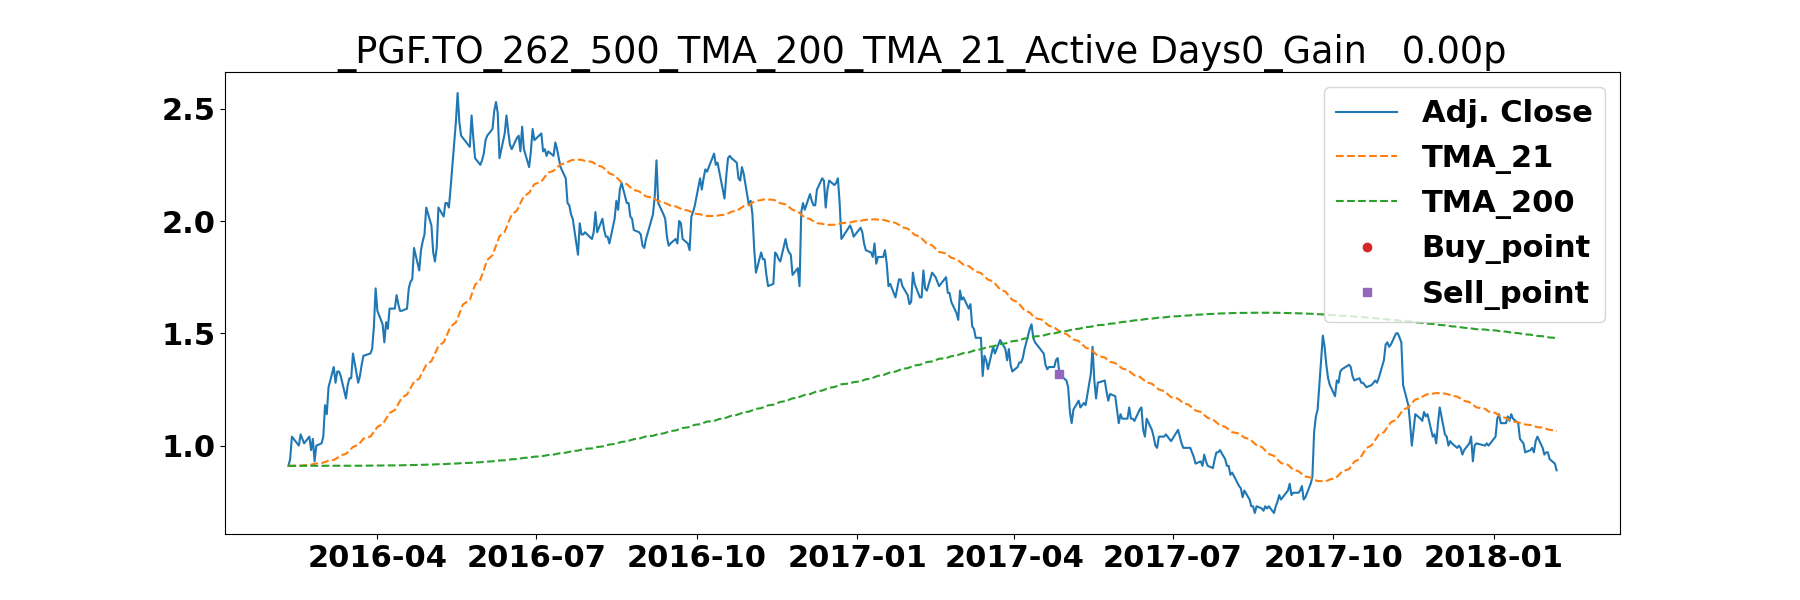 _PGF.TO_262_500_TMA_200_TMA_21_Active Days0_Gain   0.00p
2.5
2.0
1.5
1.0
Adj. Close
TMA_21
TMA_200
Buy_point
Sell_point
2016-04 2016-07 2016-10 2017-01 2017-04 2017-07 2017-10 2018-01